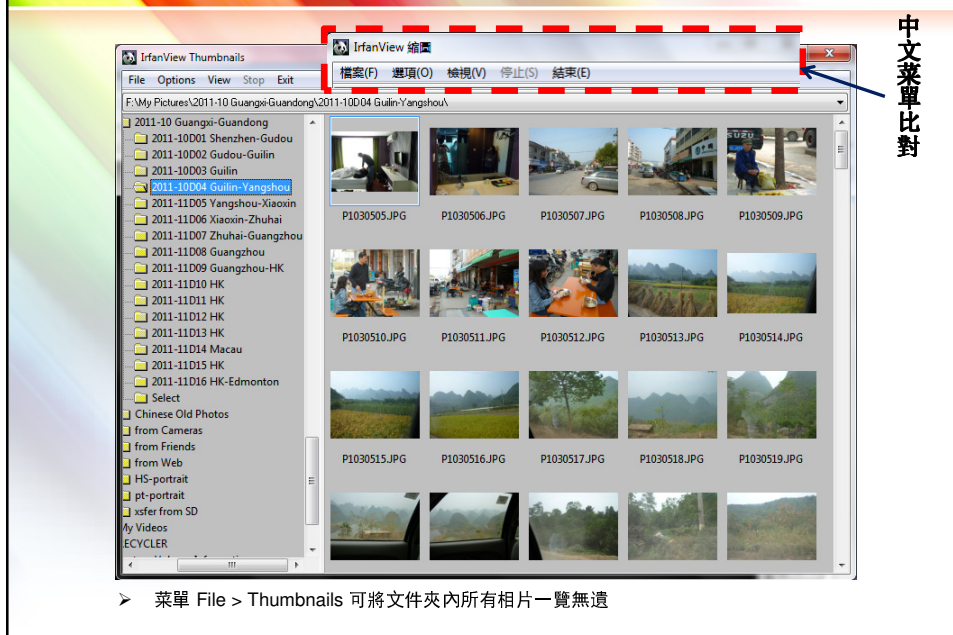 中文菜單比對
IrfanView Thumbnails
IrfanView 縮圖
File Options View Stop Exit
檔案(F) 選項(O) 檢視(V) 停止(S) 結束(E)
F:\My Pictures\2011-10 Guangxi-Guandong\2011-10D04 Guilin-Yangshou\
2011-10 Guangxi-Guandong
2011-10D01 Shenzhen-Gudou
2011-10D02 Gudou-Guilin
2011-10D03 Guilin
2011-10D04 Guilin-Yangshou
2011-11D05 Yangshou-Xiaoxin
2011-11D06 Xiaoxin-Zhuhai
2011-11D07 Zhuhai-Guangzhou
2011-11D08 Guangzhou
2011-11D09 Guangzhou-HK
2011-11D10 HK
2011-11D11 HK
2011-11D12 HK
2011-11D13 HK
2011-11D14 Macau
2011-11D15 HK
2011-11D16 HK-Edmonton
Select
Chinese Old Photos
from Cameras
from Friends
from Web
HS-portrait
pt-portrait
xsfer from SD
My Videos
RECYCLER
SUZU
P1030505.JPG P1030506.JPG P1030507.JPG P1030508.JPG P1030509.JPG
P1030510.JPG P1030511.JPG P1030512.JPG P1030513.JPG P1030514.JPG
P1030515.JPG P1030516.JPG P1030517.JPG P1030518.JPG P1030519.JPG
菜單 File > Thumbnails 可將文件夾內所有相片一覽無遺